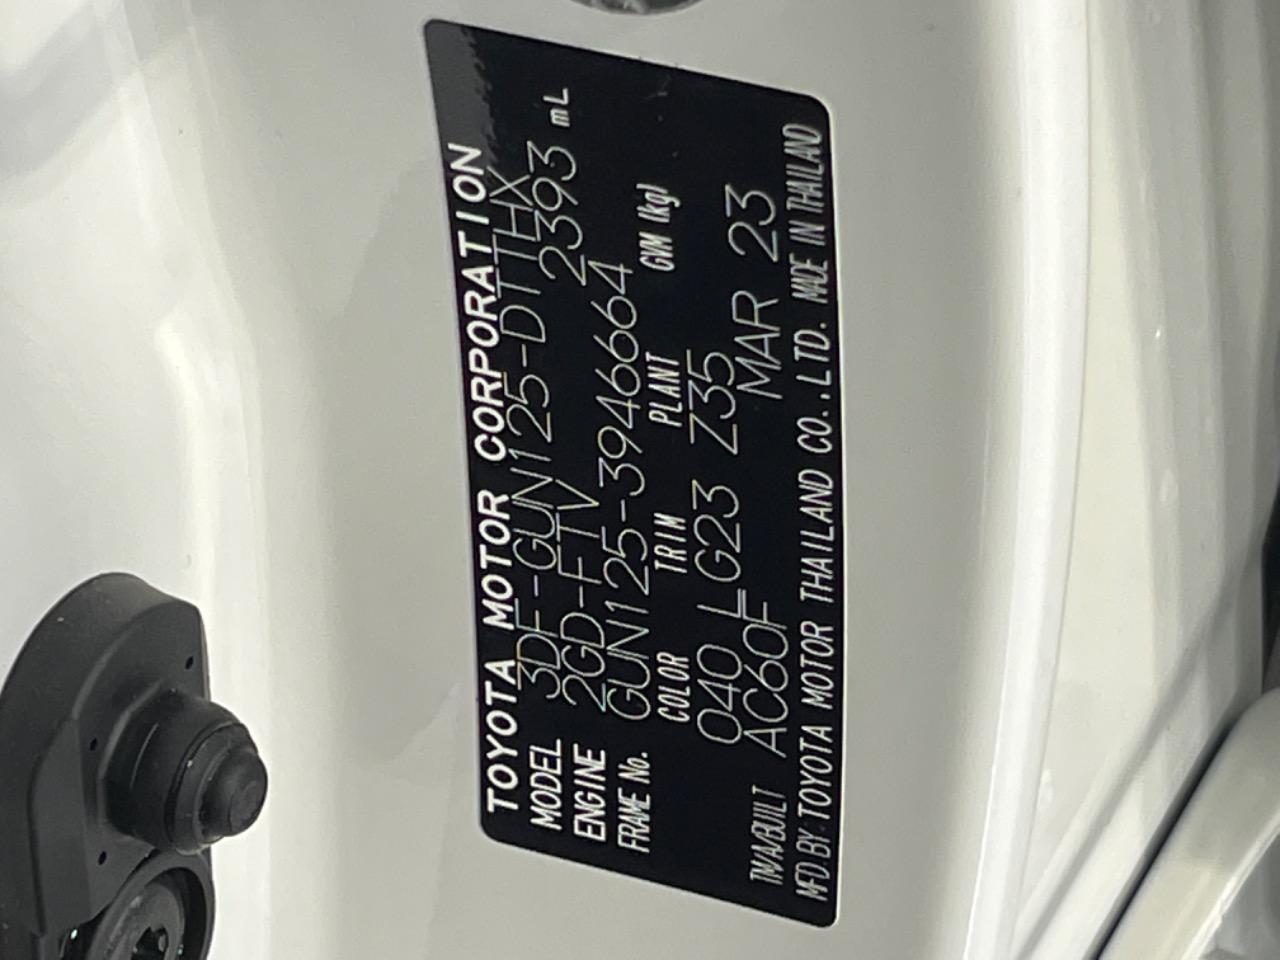 TOYOTA MOTOR CORPORATION
MODEL 3DF-GUN125-DTTHX
ENGINE 2GD-FTV 2393 mL
FRAME No. GUN125-3946664
COLOR TRIM PLANT GVM (kg)
040 LG23 Z35
TM/A/BUILT AC60F MAR 23
MFD. BY. TOYOTA MOTOR THAILAND CO.,LTD. MADE IN THAILAND